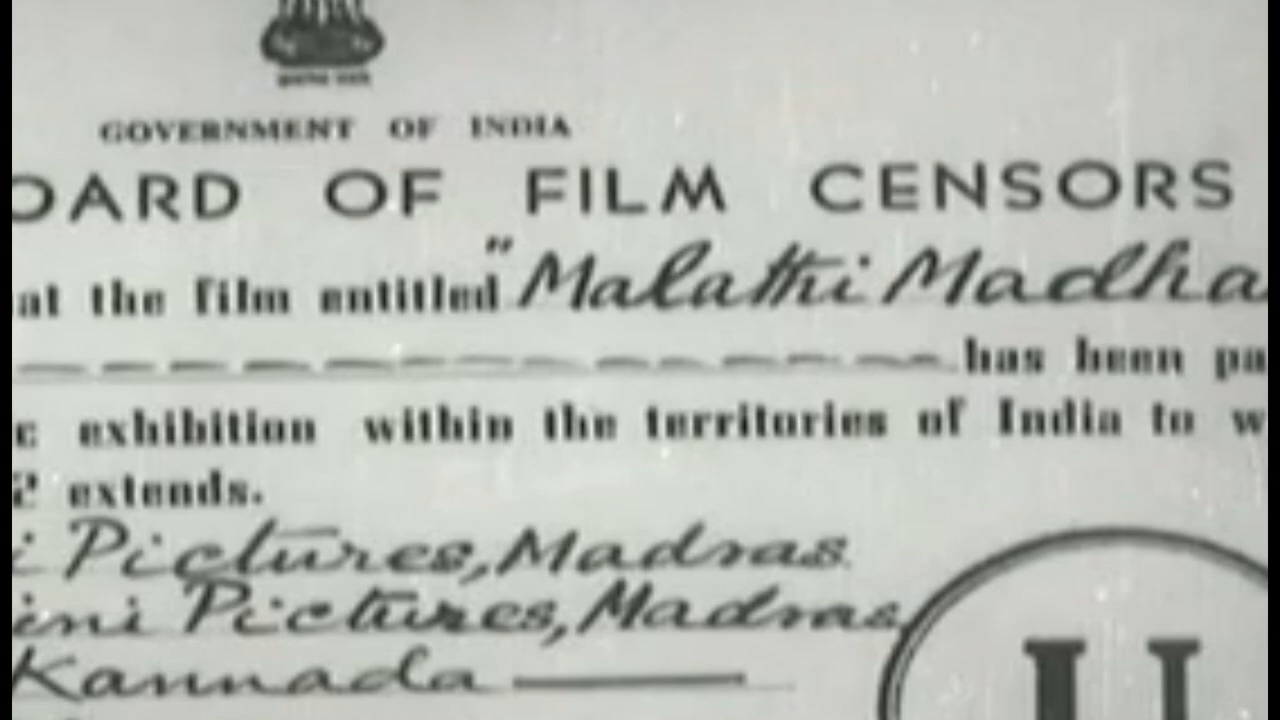 GOVERNMENT OF INDIA
OARD OF FILM CENSORS
at the film entitled "Malathi Madha
has been pa
c exhibition within the territories of India to w
2 extends.
i Pictures, Madras.
ini Pictures, Madras
Kannada
U